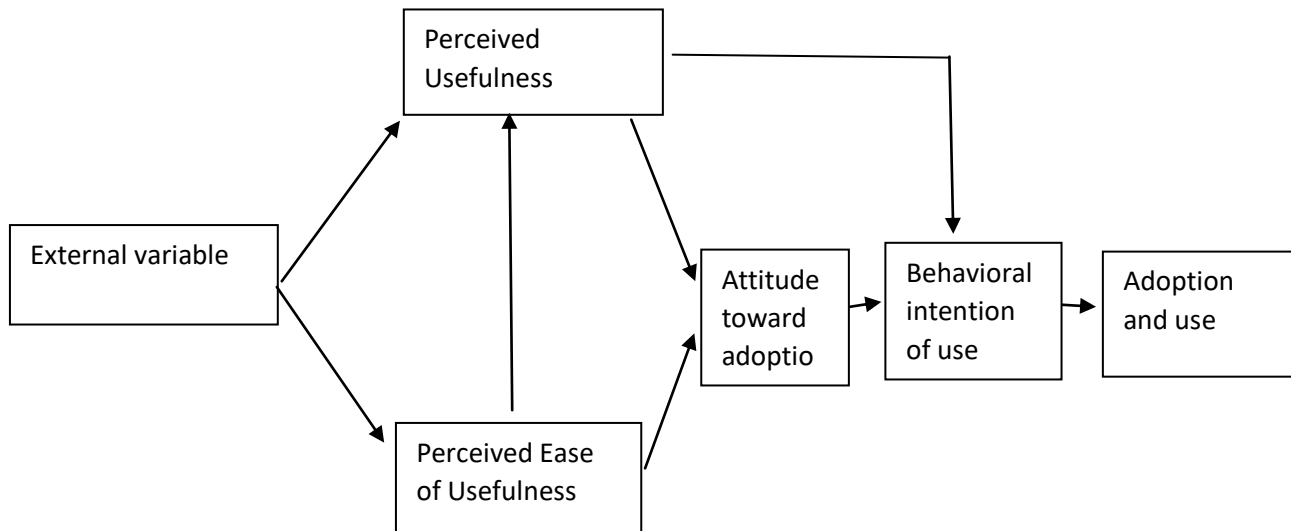 Perceived
Usefulness
External variable
Attitude
toward
adoptio
Behavioral
intention
of use
Adoption
and use
Perceived Ease
of Usefulness